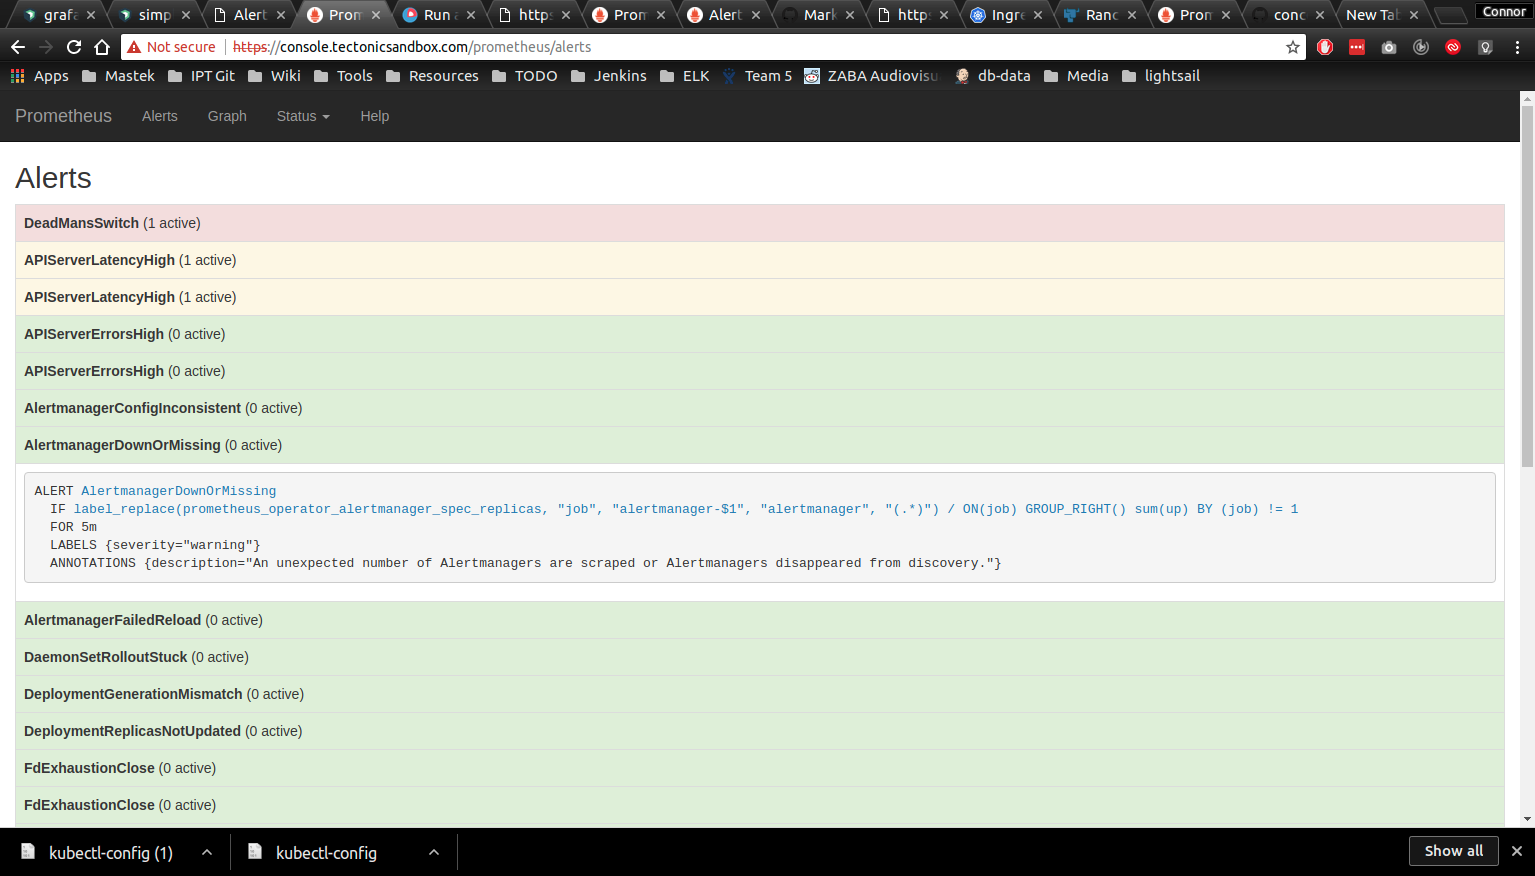 grafa
simp
Alert
Prom
Run a
https
Prom
Alert
Mark
https
Ingre
Ranc
Prom
conc
New Tab
Connor
Not secure https://console.tectonicsandbox.com/prometheus/alerts
Apps Mastek IPT Git Wiki Tools Resources TODO Jenkins ELK Team 5 ZABA Audiovisu db-data Media lightsail
Prometheus Alerts Graph Status Help
Alerts
DeadMansSwitch (1 active)
APIServerLatencyHigh (1 active)
APIServerLatencyHigh (1 active)
APIServerErrorsHigh (0 active)
APIServerErrorsHigh (0 active)
AlertmanagerConfigInconsistent (0 active)
AlertmanagerDownOrMissing (0 active)
ALERT AlertmanagerDownOrMissing
IF label_replace(prometheus_operator_alertmanager_spec_replicas, "job", "alertmanager-$1", "alertmanager", "(.*)") / ON(job) GROUP_RIGHT() sum(up) BY (job) != 1
FOR 5m
LABELS {severity="warning"}
ANNOTATIONS {description="An unexpected number of Alertmanagers are scraped or Alertmanagers disappeared from discovery."}
AlertmanagerFailedReload (0 active)
DaemonSetRolloutStuck (0 active)
DeploymentGenerationMismatch (0 active)
DeploymentReplicasNotUpdated (0 active)
FdExhaustionClose (0 active)
FdExhaustionClose (0 active)
kubectl-config (1)
kubectl-config
Show all